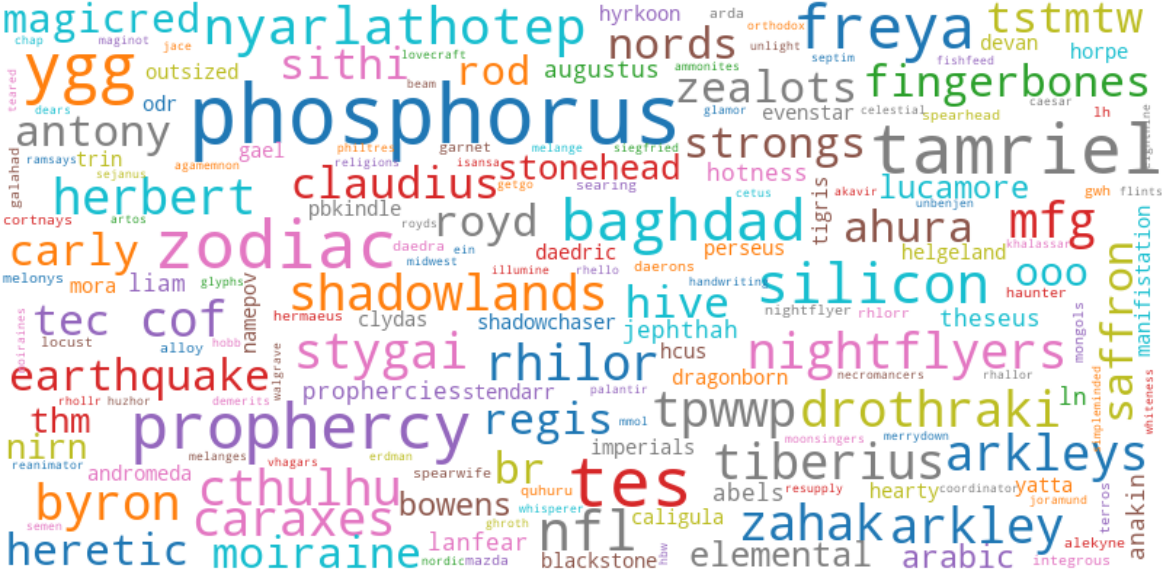 magicred nyarlathotep hyrkoon arda freya tstmtw
chap maginot jace orthodox
nords unlight devan horpe
ygg outsized sithi lovecraft rod augustus ammonites septim fishfeed
teared beam zealots fingerbones
dears odr phosphorus glamor evenstar celestial caesar lh
antony spearhead
gael philtres garnet melange siegfried strongs tamriel
galahad ramsays trin agamemnon religions isansa stonehead hotness
sejanus claudius getgo searing cetus tigris akavir lucamore gwh flints
herbert pbkindle unbenjen
cortnays artos royds royd baghdad ahura mfg
carly zodiac daedra ein daedric perseus helgeland khalassar
midwest
melonys mora liam glyphs illumine rhello daerons handwriting silicon ooo saffron manifistation
shadowlands hive haunter
tec cof namepov hermaeus clydas shadowchaser jephthah nightflyer rhlorr theseus
moiraines locust alloy hobb mongols
stygai rhilor hcus nightflyers
earthquake walgrave dragonborn necromancers rhallor
rhollr huzhor demerits propherciesstendarr palantir ln impleminded whiteness
thm prophercy regis mmol tpwwp drothraki
nirn moonsingers merrydown
reanimator melanges vhagars erdman imperials tiberius arkleys
andromeda cthulhu spearwife br tes
quhuru abels resupply hearty coordinator yatta
byron bowens whisperer joramund
semen caraxes ghroth nfl caligula zahak arkley terros anakin
heretic moiraine lanfear alekyne
nordic mazda blackstone hbw elemental arabic integrous